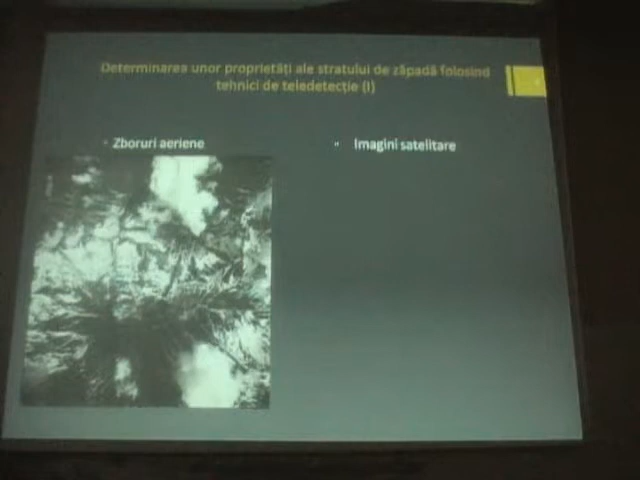 Determinarea unor proprietăți ale stratului de zăpadă folosind
tehnici de teledetecție (I)
Zboruri aeriene
Imagini satelitare